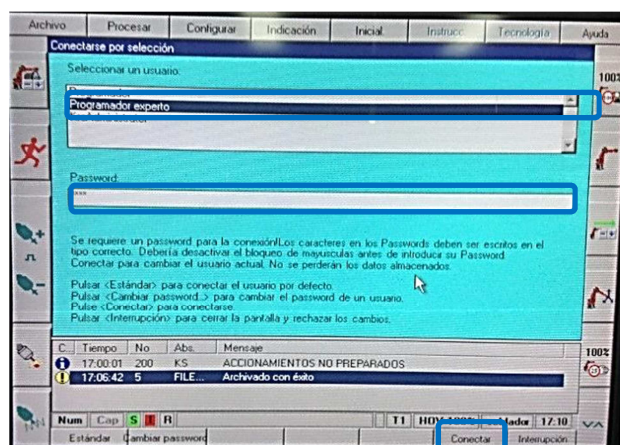 Archivo Procesar Configurar Indicación Inicial. Instrucc. Tecnología Ayuda
Conectarse por selección
Seleccionar un usuario:
Programador
Programador experto
Administrator
Password:
***
Se requiere un password para la conexión!Los caracteres en los Passwords deben ser escritos en el
tipo correcto. Debería desactivar el bloqueo de mayusculas antes de introducir su Password
Conectar para cambiar el usuario actual. No se perderán los datos almacenados.
Pulsar <Estándar> para conectar el usuario por defecto.
Pulsar <Cambiar password..> para cambiar el password de un usuario.
Pulse <Conectar> para conectarse.
Pulsar <Interrupción> para cerrar la pantalla y rechazar los cambios.
100%
C... Tiempo No Abs. Mensaje
17:00:01 200 KS ACCIONAMIENTOS NO PREPARADOS
17:06:42 5 FILE... Archivado con éxito
100%
Num Cap S I R T1 HOV 100% 17:10
Estándar Cambiar password Conectar Interrupción